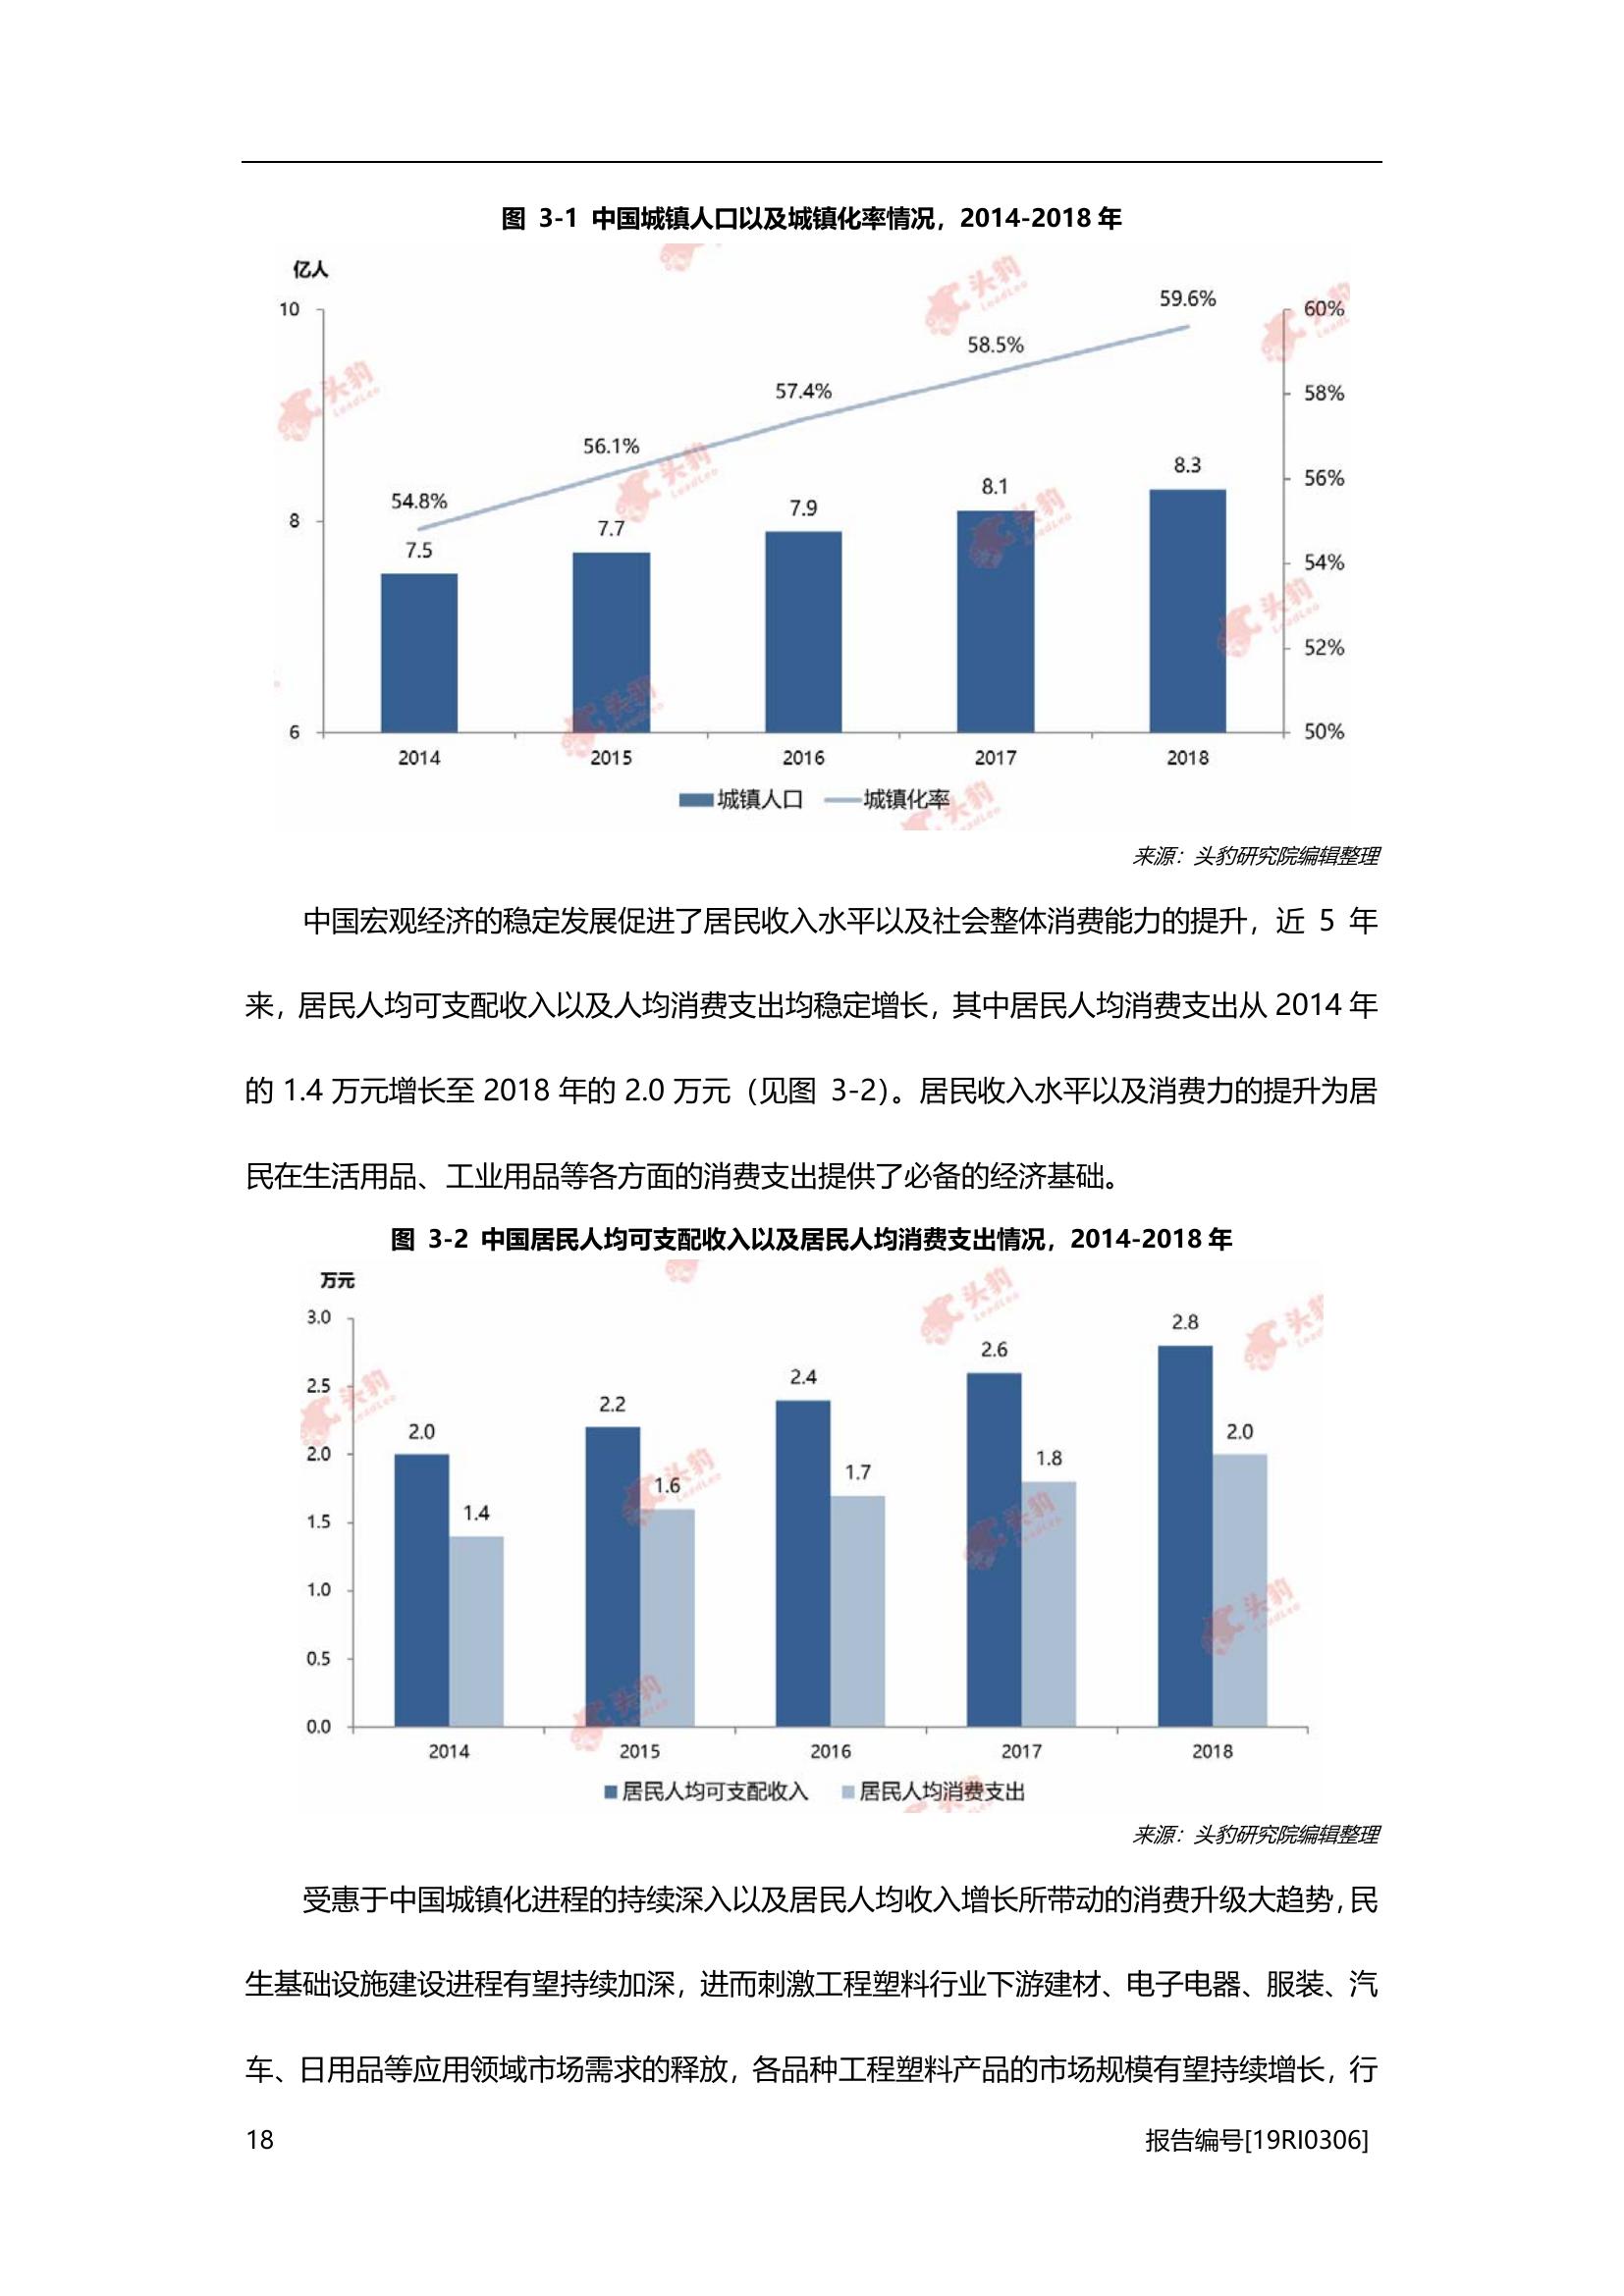 图 3-1 中国城镇人口以及城镇化率情况，2014-2018 年
亿人
10
8
6
60%
58%
56%
54%
52%
50%
54.8%
56.1%
57.4%
58.5%
59.6%
7.5
7.7
7.9
8.1
8.3
2014
2015
2016
2017
2018
城镇人口
城镇化率
头豹
LeadLeo
来源：头豹研究院编辑整理
中国宏观经济的稳定发展促进了居民收入水平以及社会整体消费能力的提升，近 5 年
来，居民人均可支配收入以及人均消费支出均稳定增长，其中居民人均消费支出从 2014 年
的 1.4 万元增长至 2018 年的 2.0 万元（见图 3-2）。居民收入水平以及消费力的提升为居
民在生活用品、工业用品等各方面的消费支出提供了必备的经济基础。
图 3-2 中国居民人均可支配收入以及居民人均消费支出情况，2014-2018 年
万元
3.0
2.5
2.0
1.5
1.0
0.5
0.0
2.0
1.4
2.2
1.6
2.4
1.7
2.6
1.8
2.8
2.0
2014
2015
2016
2017
2018
居民人均可支配收入
居民人均消费支出
头豹
LeadLeo
来源：头豹研究院编辑整理
受惠于中国城镇化进程的持续深入以及居民人均收入增长所带动的消费升级大趋势，民
生基础设施建设进程有望持续加深，进而刺激工程塑料行业下游建材、电子电器、服装、汽
车、日用品等应用领域市场需求的释放，各品种工程塑料产品的市场规模有望持续增长，行
18
报告编号[19RI0306]